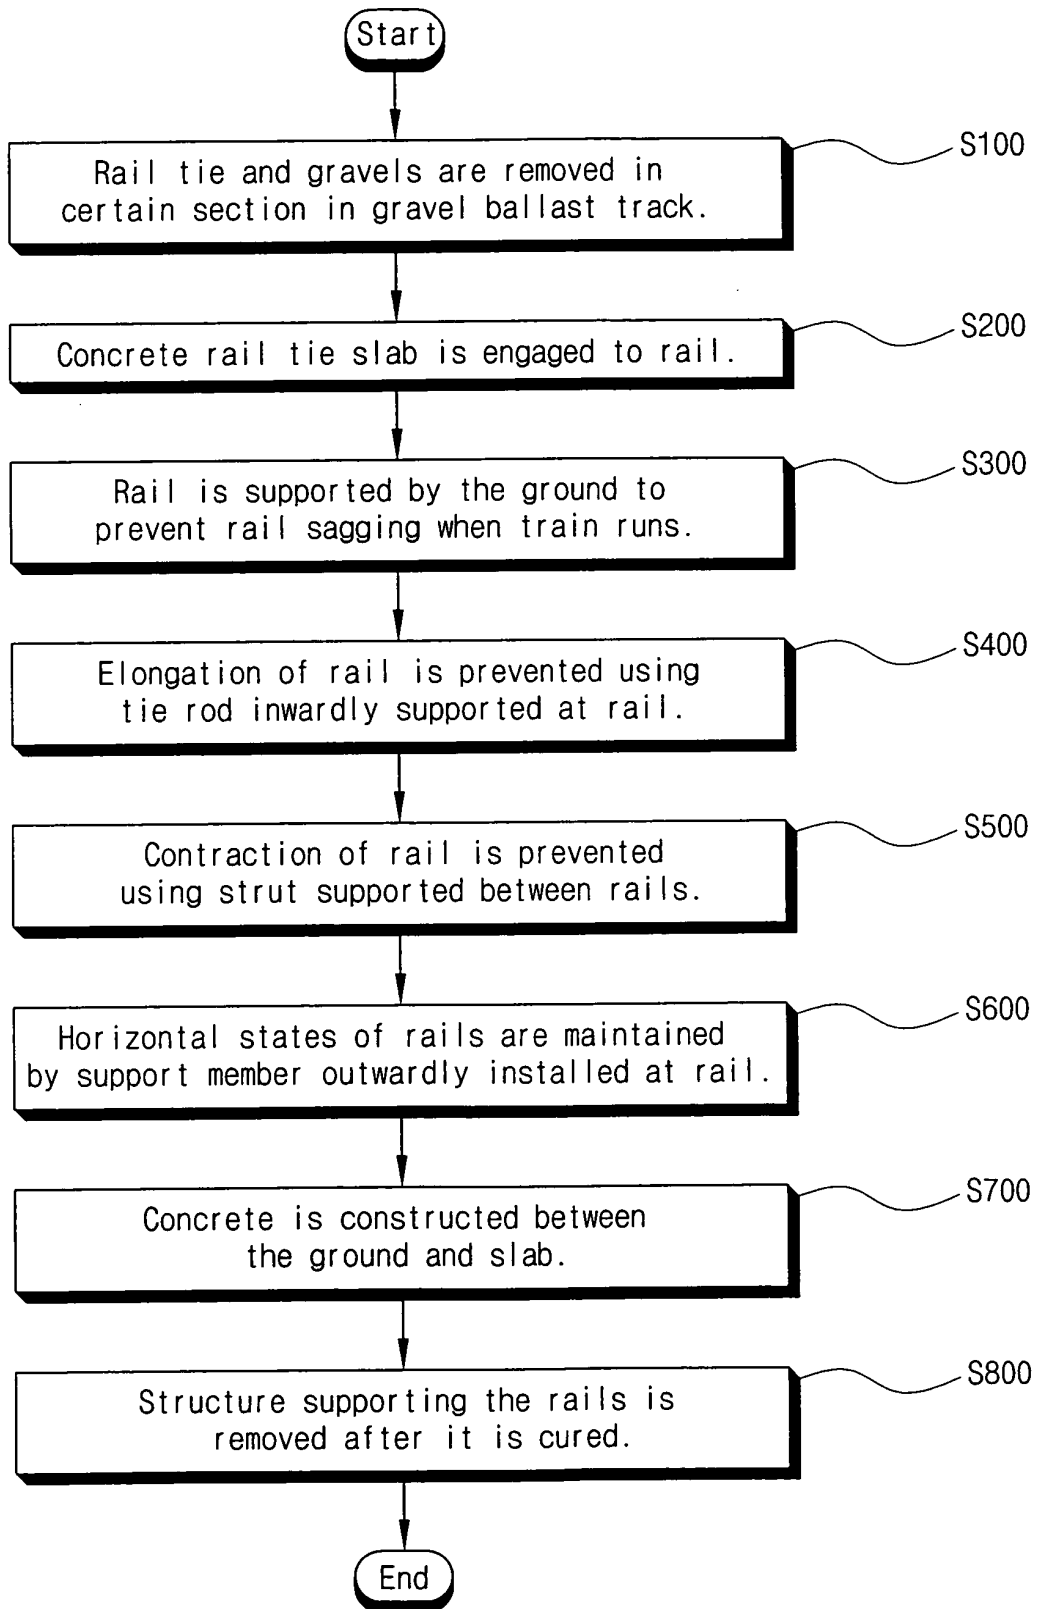 Start
S100
Rail tie and gravels are removed in
certain section in gravel ballast track.
S200
Concrete rail tie slab is engaged to rail.
S300
Rail is supported by the ground to
prevent rail sagging when train runs.
S400
Elongation of rail is prevented using
tie rod inwardly supported at rail.
S500
Contraction of rail is prevented
using strut supported between rails.
S600
Horizontal states of rails are maintained
by support member outwardly installed at rail.
S700
Concrete is constructed between
the ground and slab.
S800
Structure supporting the rails is
removed after it is cured.
End